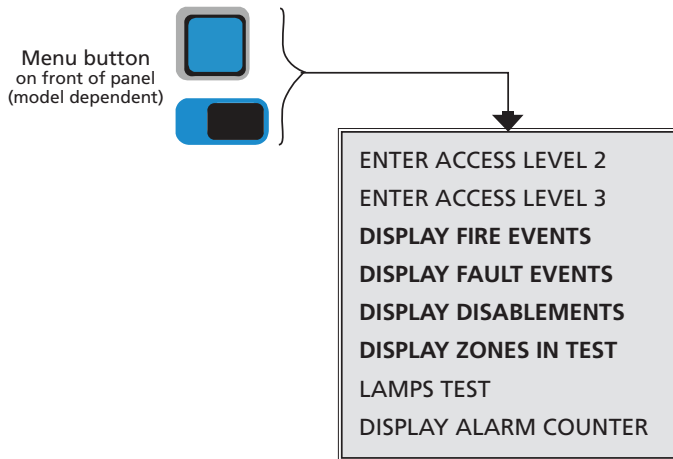 Menu button
on front of panel
(model dependent)
ENTER ACCESS LEVEL 2
ENTER ACCESS LEVEL 3
DISPLAY FIRE EVENTS
DISPLAY FAULT EVENTS
DISPLAY DISABLEMENTS
DISPLAY ZONES IN TEST
LAMPS TEST
DISPLAY ALARM COUNTER